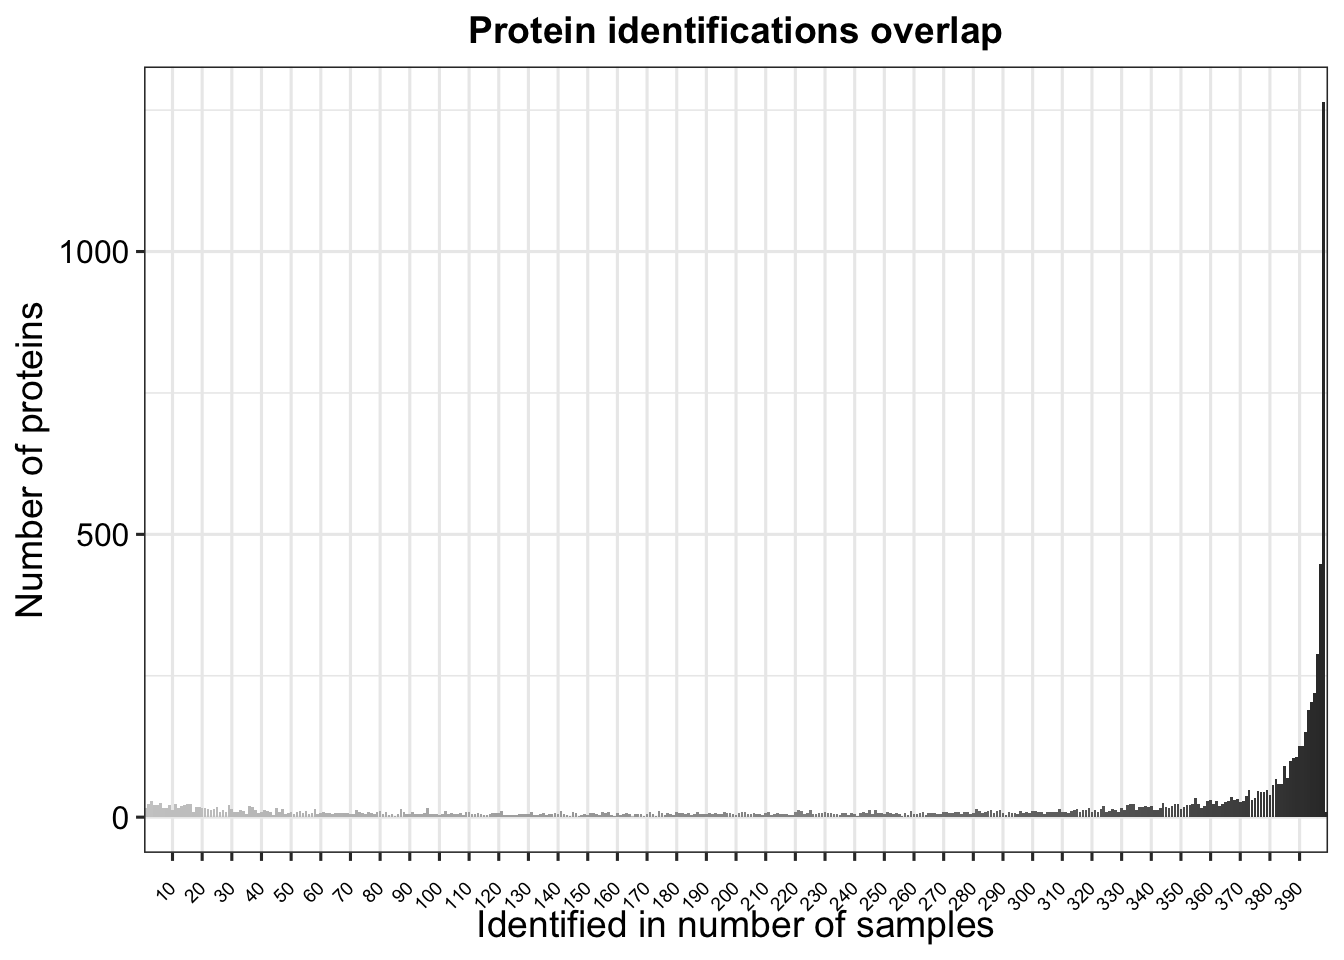 Protein identifications overlap
Number of proteins
1000
500
0
10 20 30 40 50 60 70 80 90 100 110 120 130 140 150 160 170 180 190 200 210 220 230 240 250 260 270 280 290 300 310 320 330 340 350 360 370 380 390
Identified in number of samples